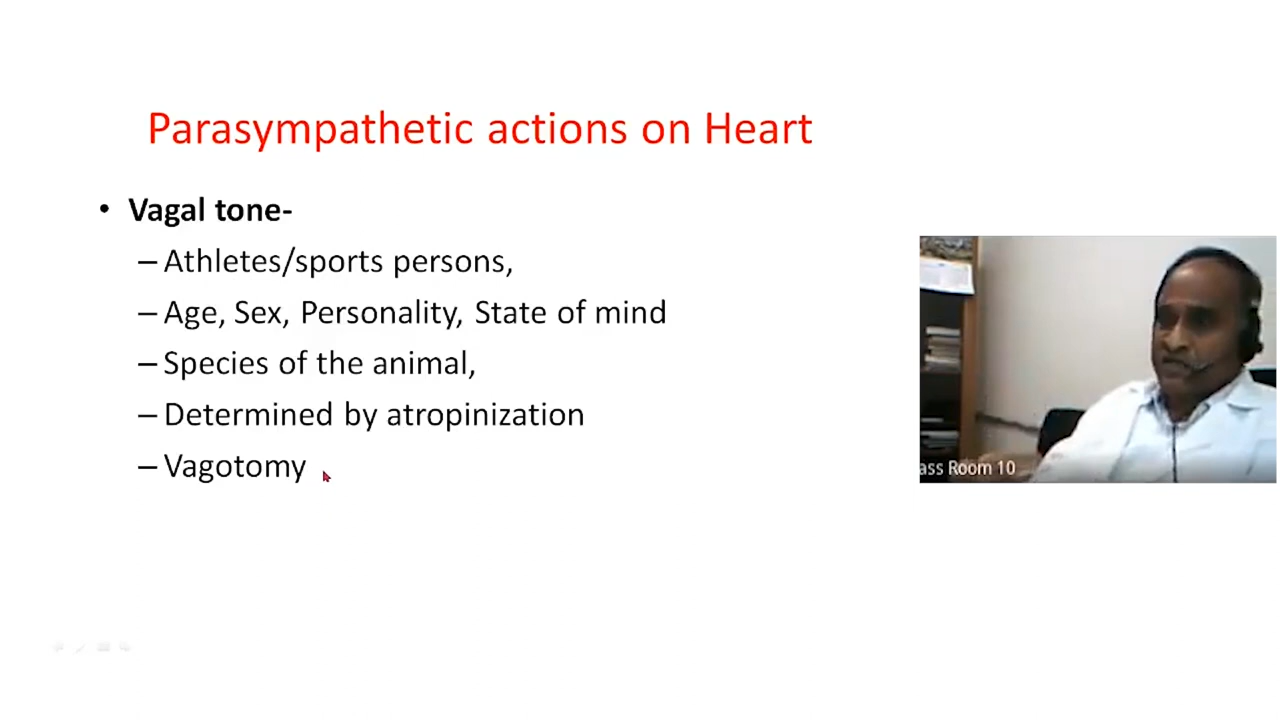 Parasympathetic actions on Heart
• Vagal tone-
– Athletes/sports persons,
– Age, Sex, Personality, State of mind
– Species of the animal,
– Determined by atropinization
– Vagotomy
ass Room 10